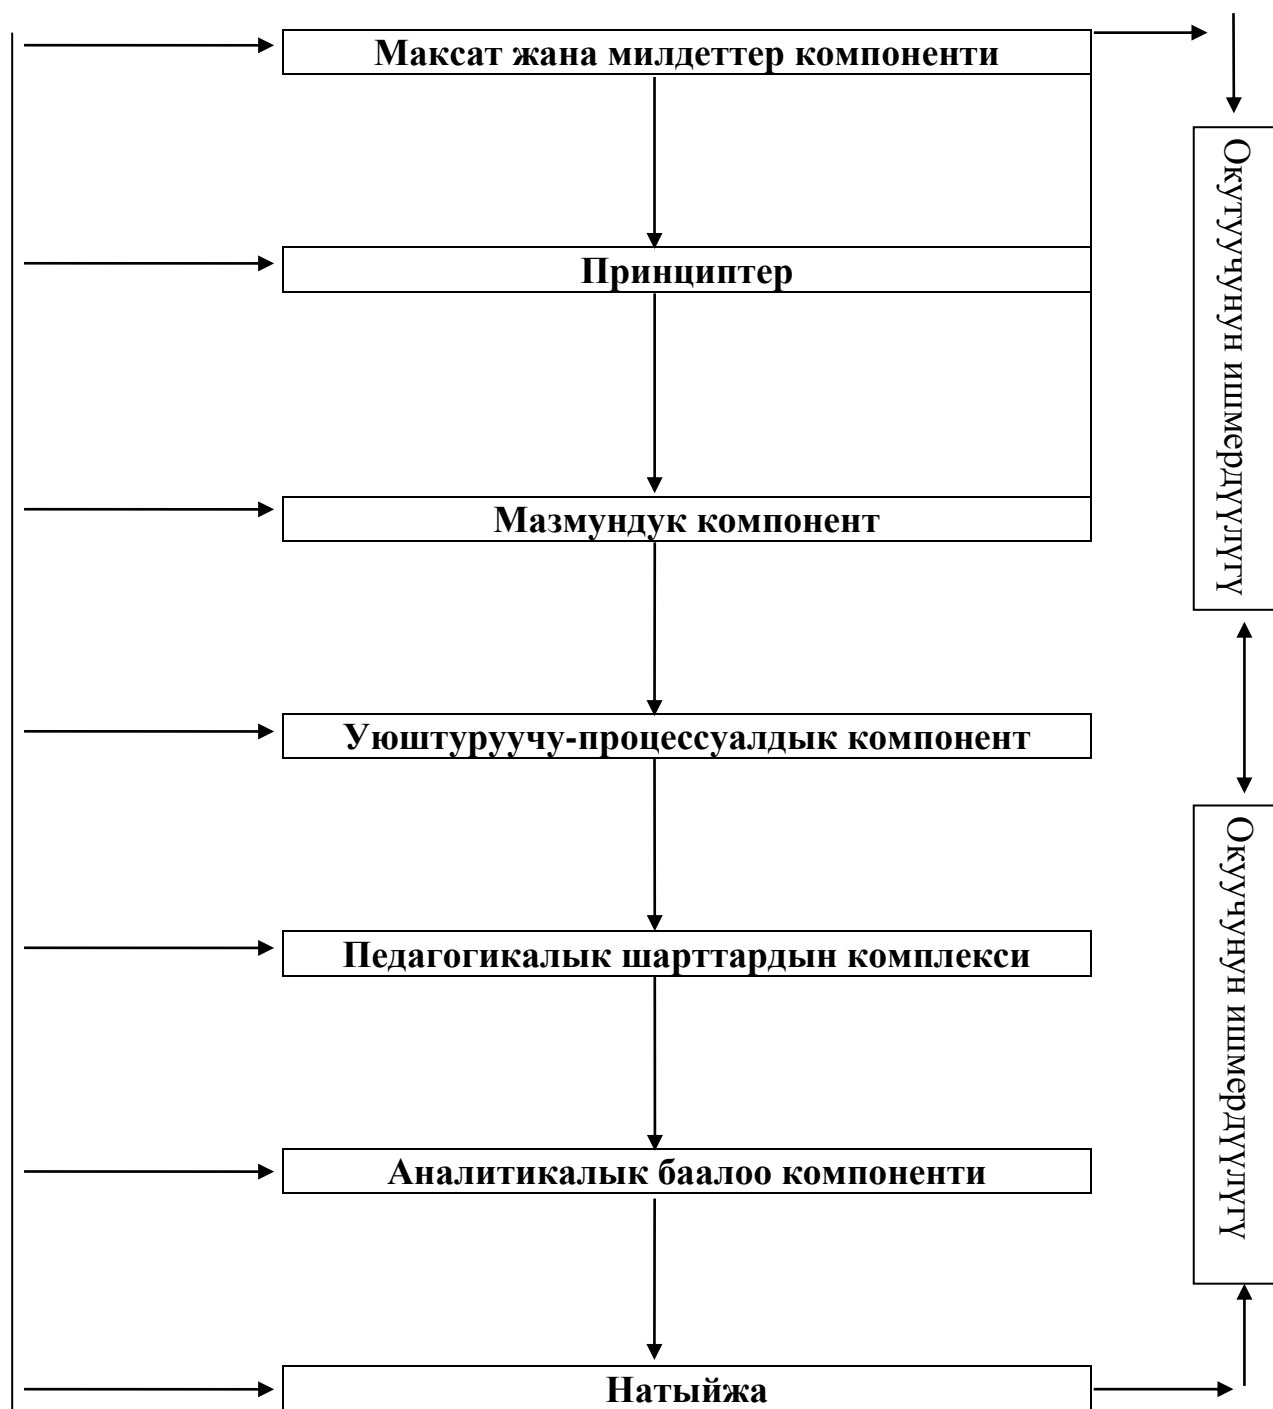 Максат жана милдеттер компоненти
Принциптер
Мазмундук компонент
Уюштуруучу-процессуалдык компонент
Педагогикалык шарттардын комплекси
Аналитикалык баалоо компоненти
Натыйжа
Окутуучунун ишмердүүлүгү
Окуучунун ишмердүүлүгү